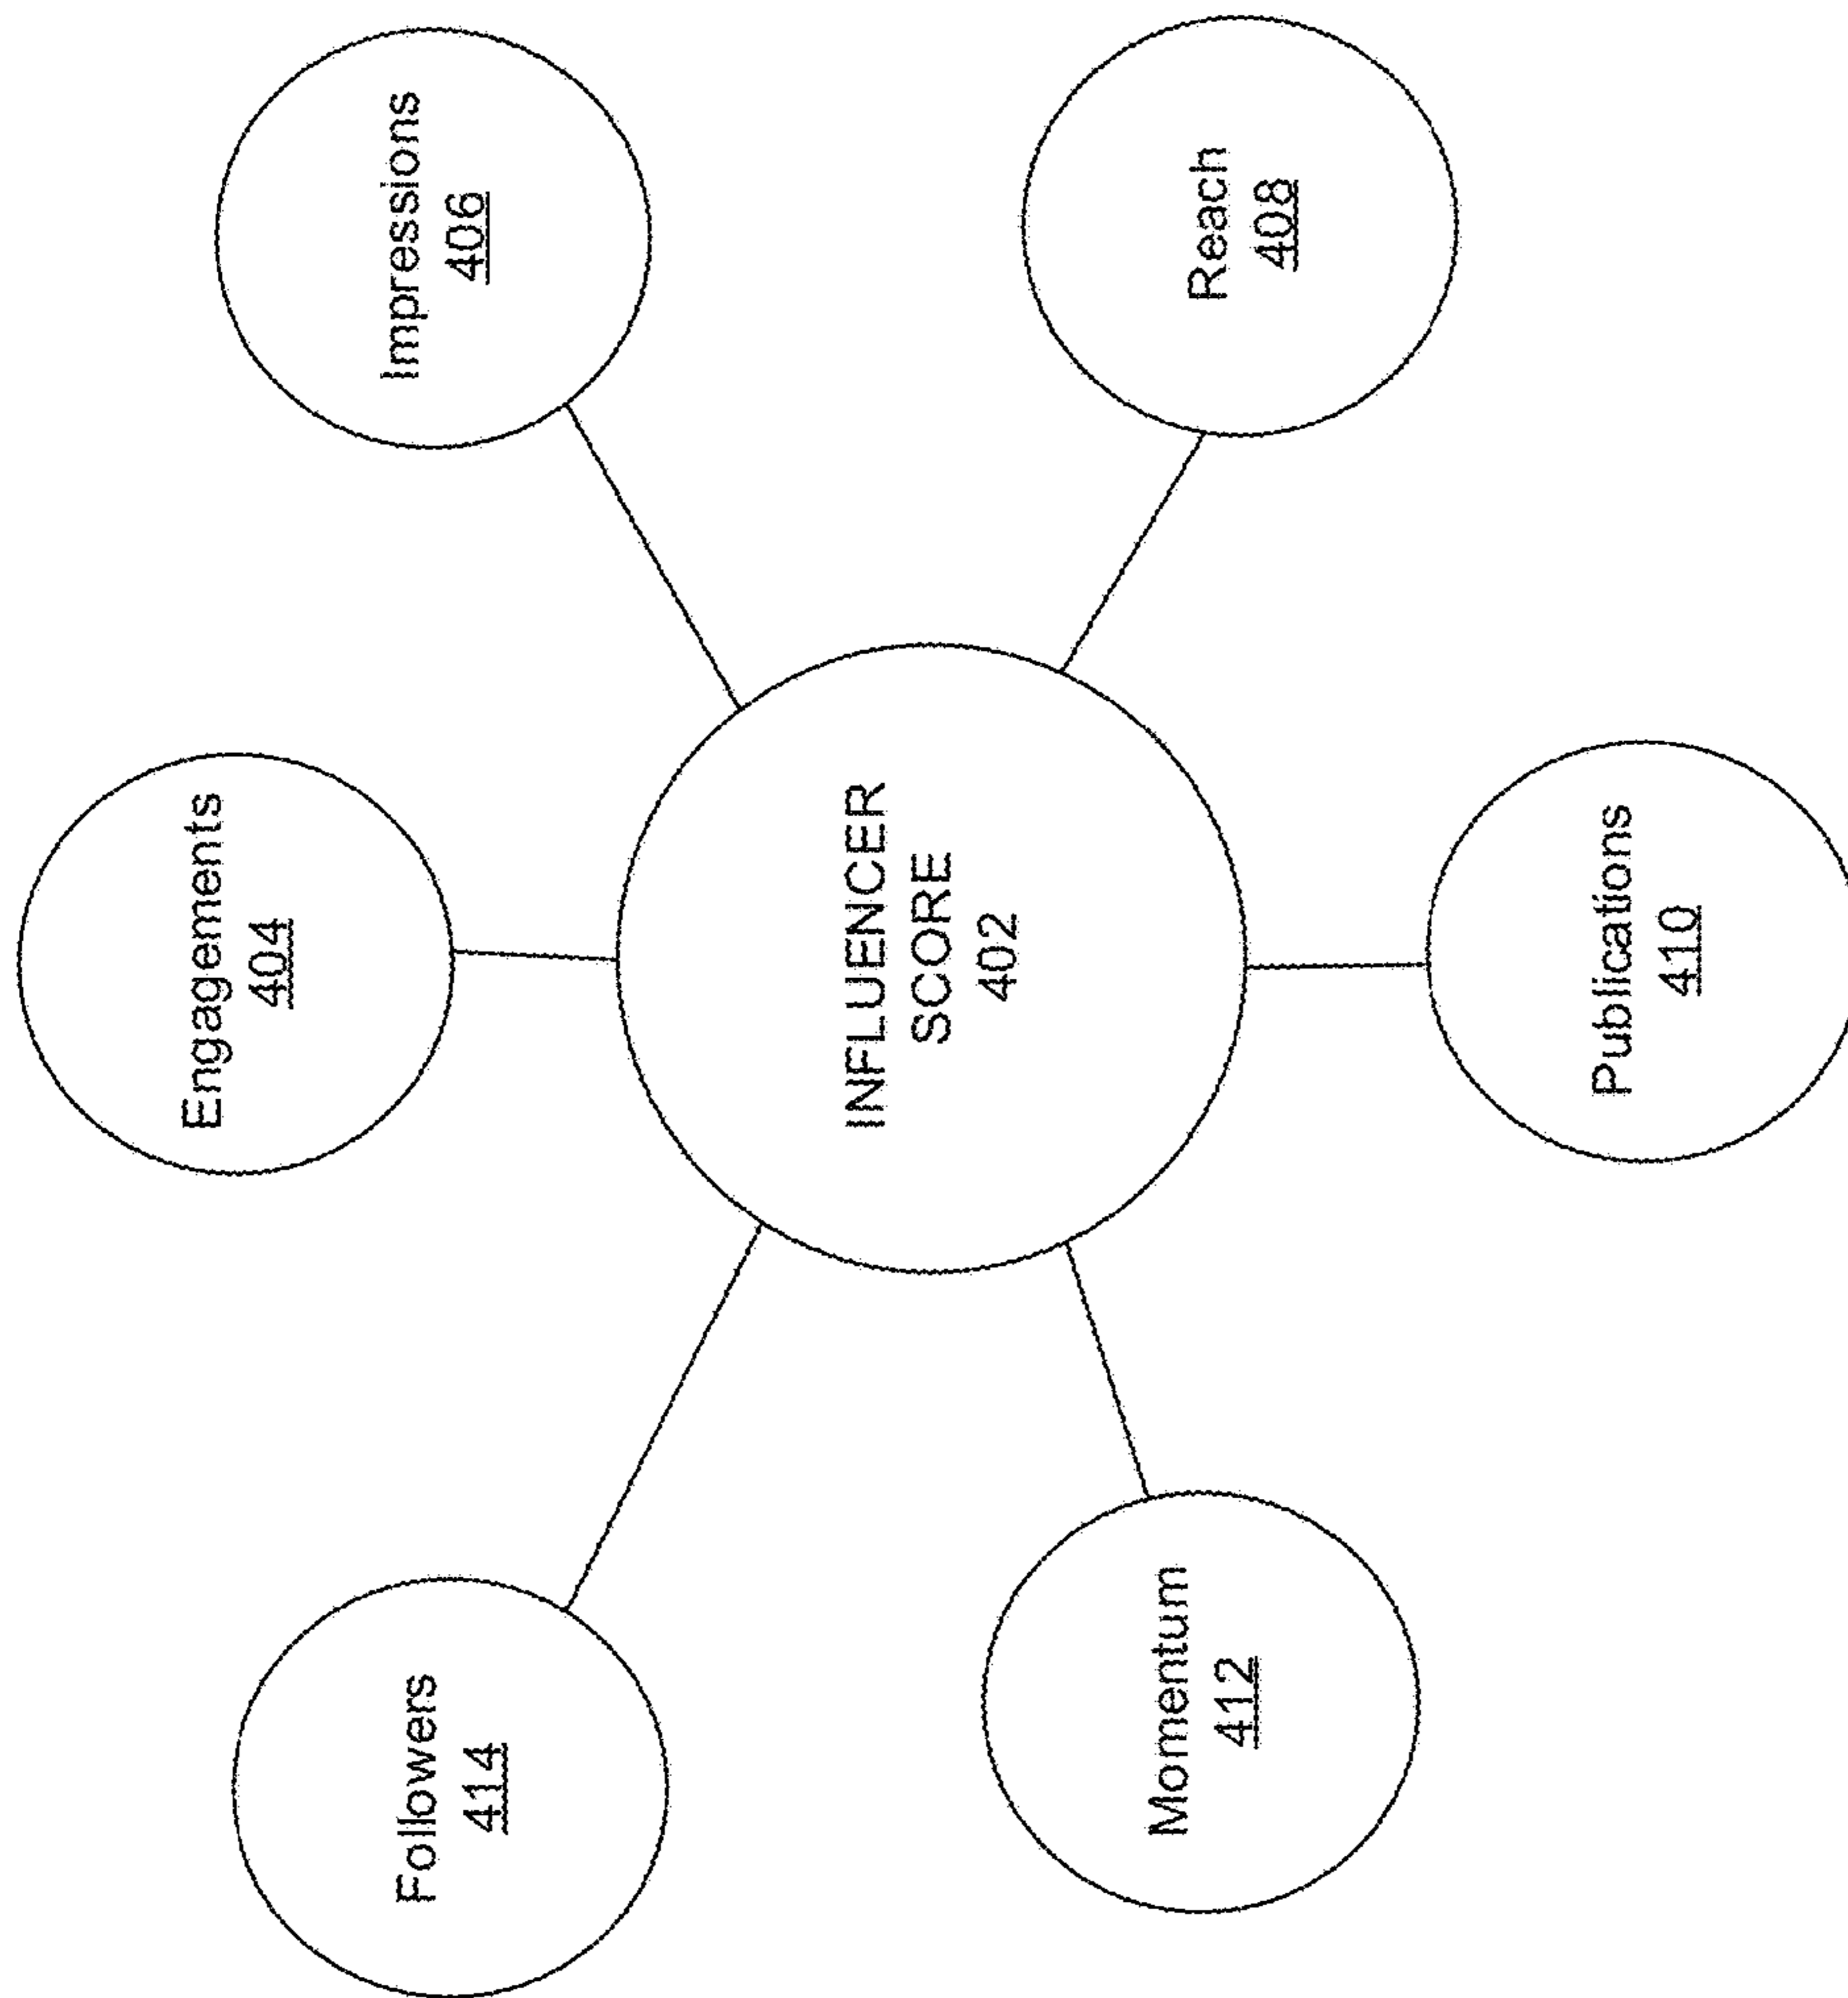 Engagements
404
Impressions
406
Reach
408
Publications
410
Momentum
412
Followers
414
INFLUENCER
SCORE
402